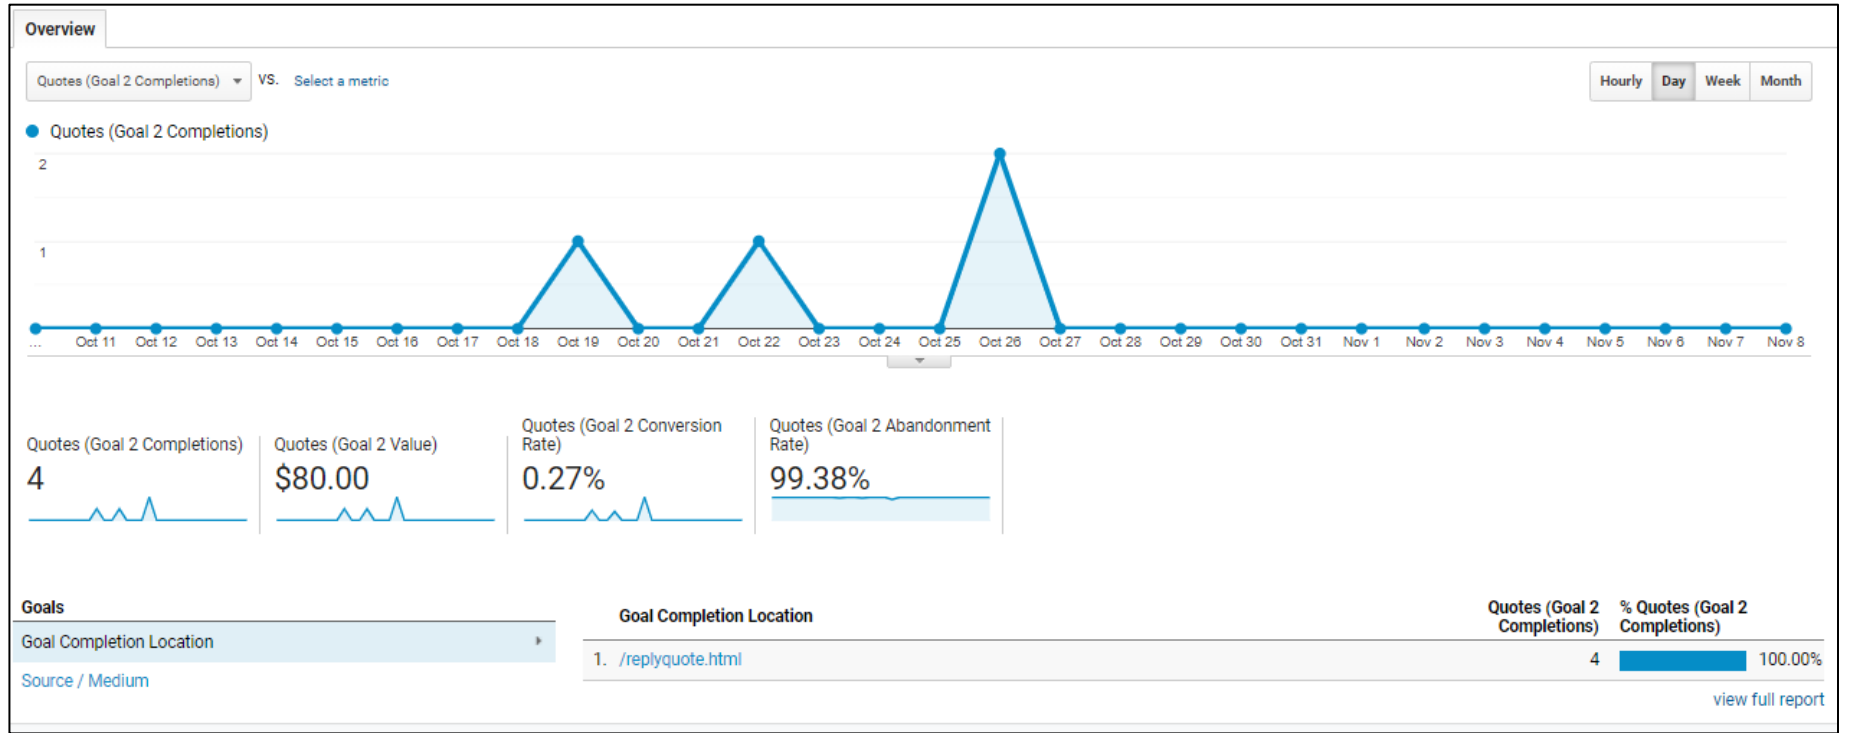 Overview
Quotes (Goal 2 Completions) VS. Select a metric
Hourly Day Week Month
Quotes (Goal 2 Completions)
2
1
... Oct 11 Oct 12 Oct 13 Oct 14 Oct 15 Oct 16 Oct 17 Oct 18 Oct 19 Oct 20 Oct 21 Oct 22 Oct 23 Oct 24 Oct 25 Oct 26 Oct 27 Oct 28 Oct 29 Oct 30 Oct 31 Nov 1 Nov 2 Nov 3 Nov 4 Nov 5 Nov 6 Nov 7 Nov 8
Quotes (Goal 2 Completions)
4
Quotes (Goal 2 Value)
$80.00
Quotes (Goal 2 Conversion
Rate)
0.27%
Quotes (Goal 2 Abandonment
Rate)
99.38%
Goals
Goal Completion Location
Source / Medium
Goal Completion Location
Quotes (Goal 2
Completions)
% Quotes (Goal 2
Completions)
1. /replyquote.html 4 100.00%
view full report